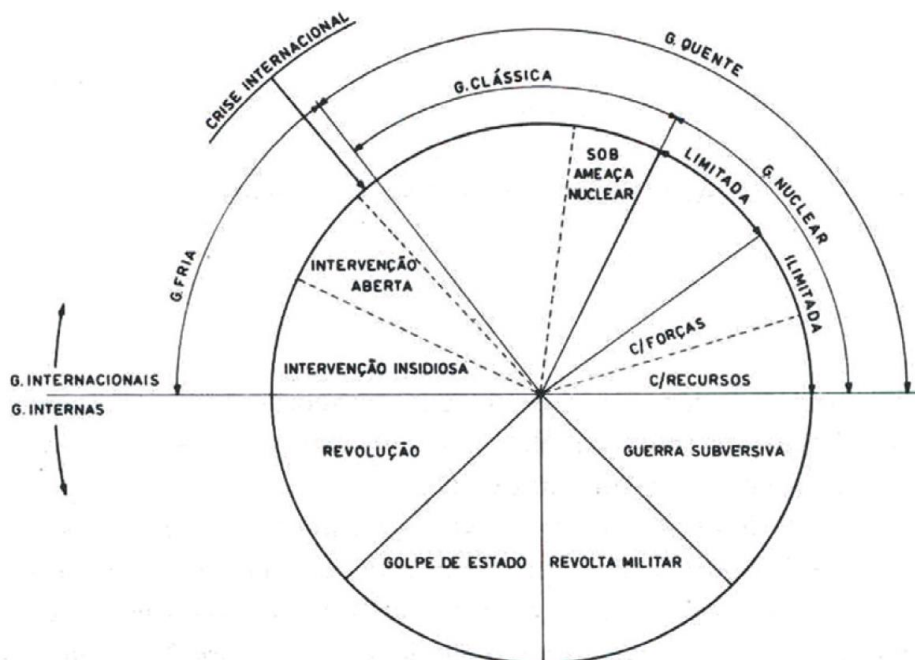 CRISE INTERNACIONAL
G. QUENTE
G. CLÁSSICA
SOB
AMEAÇA
NUCLEAR
LIMITADA
G. NUCLEAR
G. FRIA
INTERVENÇÃO
ABERTA
ILIMITADA
C/FORÇAS
INTERVENÇÃO INSIDIOSA
C/RECURSOS
G. INTERNACIONAIS
G. INTERNAS
REVOLUÇÃO
GUERRA SUBVERSIVA
GOLPE DE ESTADO
REVOLTA MILITAR